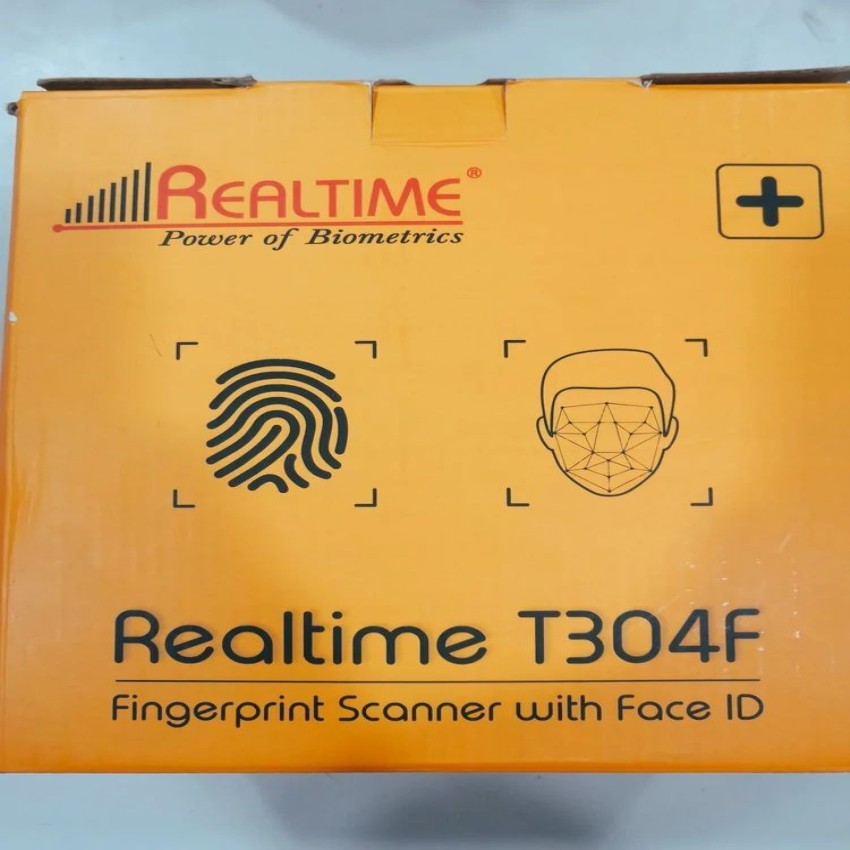 REALTIME®
Power of Biometrics
Realtime T304F
Fingerprint Scanner with Face ID